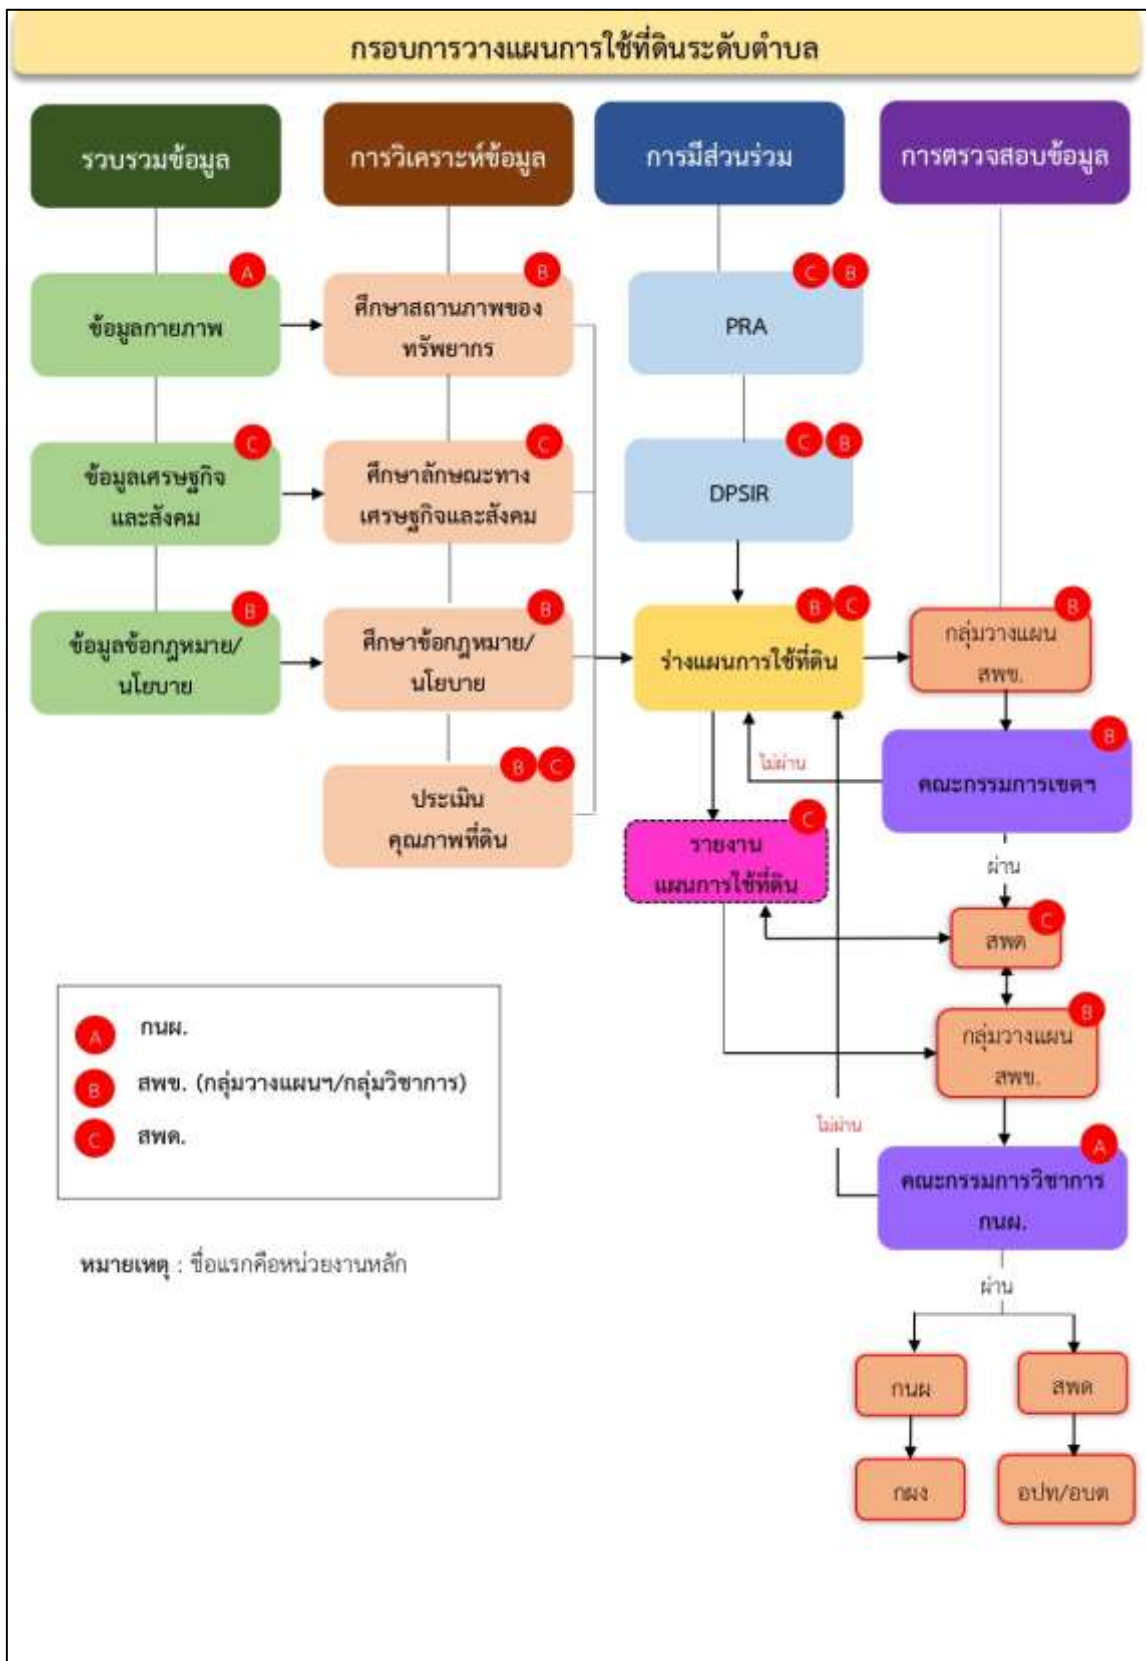 กรอบการวางแผนการใช้ที่ดินระดับตำบล
รวบรวมข้อมูล
การวิเคราะห์ข้อมูล
การมีส่วนร่วม
การตรวจสอบข้อมูล
A
ข้อมูลกายภาพ
B
ศึกษาสถานภาพของ
ทรัพยากร
C B
PRA
C
ข้อมูลเศรษฐกิจ
และสังคม
C
ศึกษาลักษณะทาง
เศรษฐกิจและสังคม
C B
DPSIR
B
ข้อมูลข้อกฎหมาย/
นโยบาย
B
ศึกษาข้อกฎหมาย/
นโยบาย
B C
ร่างแผนการใช้ที่ดิน
B
กลุ่มวางแผน
สพข.
B C
ประเมิน
คุณภาพที่ดิน
ไม่ผ่าน
B
คณะกรรมการเขตฯ
C
รายงาน
แผนการใช้ที่ดิน
ผ่าน
C
สพด
B
กลุ่มวางแผน
สพข.
A กนผ.
B สพข. (กลุ่มวางแผนฯ/กลุ่มวิชาการ)
C สพด.
ไม่ผ่าน
A
คณะกรรมการวิชาการ
กนผ.
หมายเหตุ : ชื่อแรกคือหน่วยงานหลัก
ผ่าน
กนผ
สพด
กผง
อปท/อบต